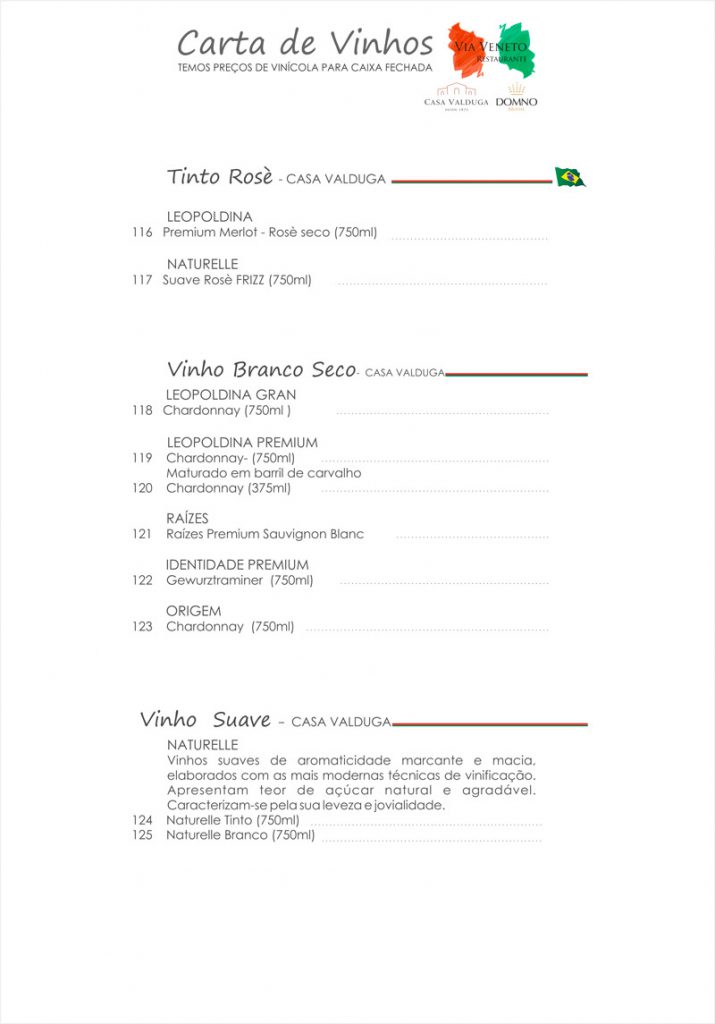 Carta de Vinhos
TEMOS PREÇOS DE VINÍCOLA PARA CAIXA FECHADA
VIA VENETO
RESTAURANTE
CASA VALDUGA
DESDE 1875
DOMNO
Tinto Rosè - CASA VALDUGA
LEOPOLDINA
116 Premium Merlot - Rosè seco (750ml)
NATURELLE
117 Suave Rosè FRIZZ (750ml)
Vinho Branco Seco- CASA VALDUGA
LEOPOLDINA GRAN
118 Chardonnay (750ml )
LEOPOLDINA PREMIUM
119 Chardonnay- (750ml)
Maturado em barril de carvalho
120 Chardonnay (375ml)
RAÍZES
121 Raízes Premium Sauvignon Blanc
IDENTIDADE PREMIUM
122 Gewurztraminer (750ml)
ORIGEM
123 Chardonnay (750ml)
Vinho Suave - CASA VALDUGA
NATURELLE
Vinhos suaves de aromaticidade marcante e macia,
elaborados com as mais modernas técnicas de vinificação.
Apresentam teor de açúcar natural e agradável.
Caracterizam-se pela sua leveza e jovialidade.
124 Naturelle Tinto (750ml)
125 Naturelle Branco (750ml)